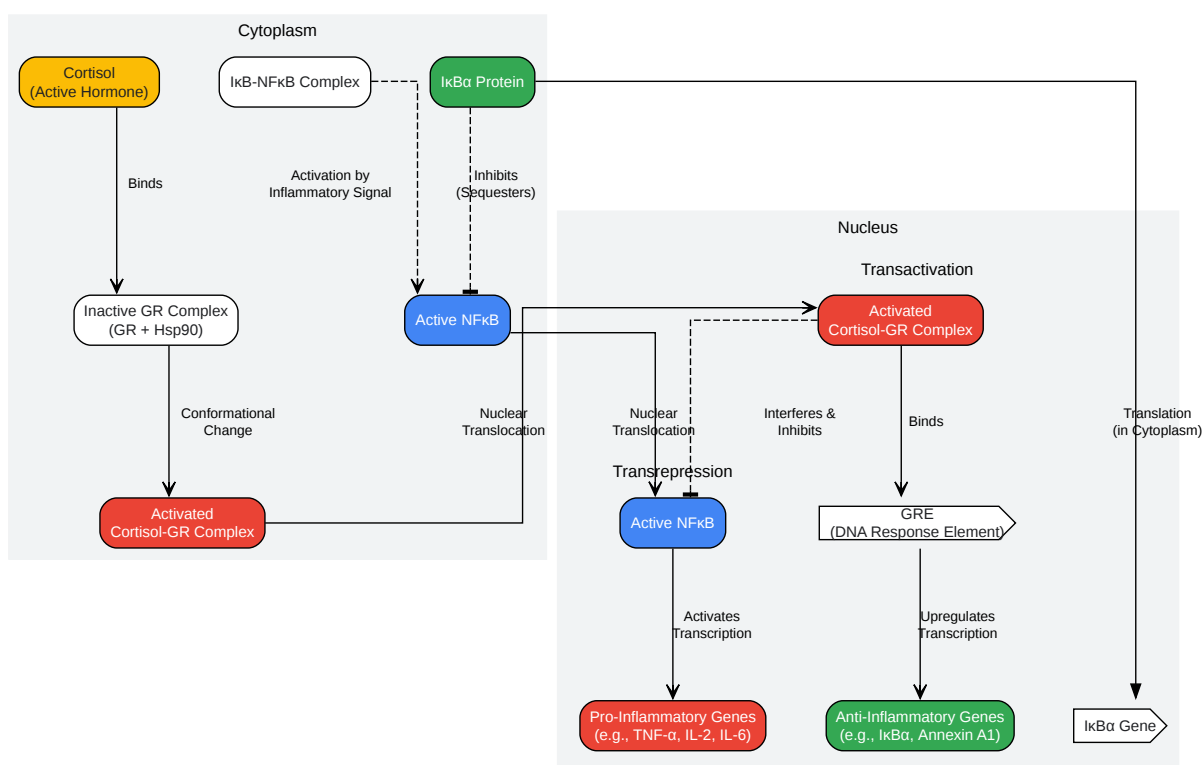 Cytoplasm
Cortisol
(Active Hormone)
IκB-NFκB Complex
IκBα Protein
Binds
Activation by
Inflammatory Signal
Inhibits
(Sequesters)
Nucleus
Transactivation
Inactive GR Complex
(GR + Hsp90)
Active NFκB
Activated
Cortisol-GR Complex
Conformational
Change
Nuclear
Translocation
Nuclear
Translocation
Interferes &
Inhibits
Binds
Translation
(in Cytoplasm)
Transrepression
Activated
Cortisol-GR Complex
Active NFκB
GRE
(DNA Response Element)
Activates
Transcription
Upregulates
Transcription
Pro-Inflammatory Genes
(e.g., TNF-α, IL-2, IL-6)
Anti-Inflammatory Genes
(e.g., IκBα, Annexin A1)
IκBα Gene